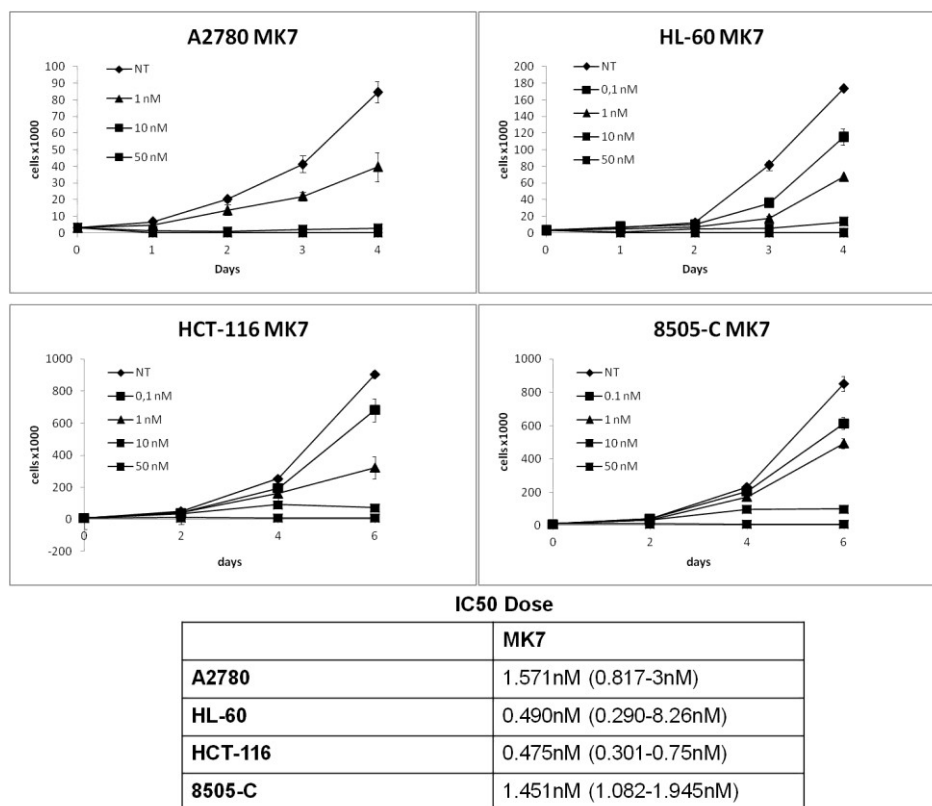 A2780 MK7
100
90
80
70
60
50
40
30
20
10
0
cells x1000
NT
1 nM
10 nM
50 nM
0 1 2 3 4
Days
HL-60 MK7
200
180
160
140
120
100
80
60
40
20
0
cells x1000
NT
0,1 nM
1 nM
10 nM
50 nM
0 1 2 3 4
Days
HCT-116 MK7
1000
800
600
400
200
0
-200
cells x1000
NT
0,1 nM
1 nM
10 nM
50 nM
0 2 4 6
days
8505-C MK7
1000
800
600
400
200
0
cells x1000
NT
0.1 nM
1 nM
10 nM
50 nM
0 2 4 6
days
IC50 Dose
MK7
A2780 1.571nM (0.817-3nM)
HL-60 0.490nM (0.290-8.26nM)
HCT-116 0.475nM (0.301-0.75nM)
8505-C 1.451nM (1.082-1.945nM)